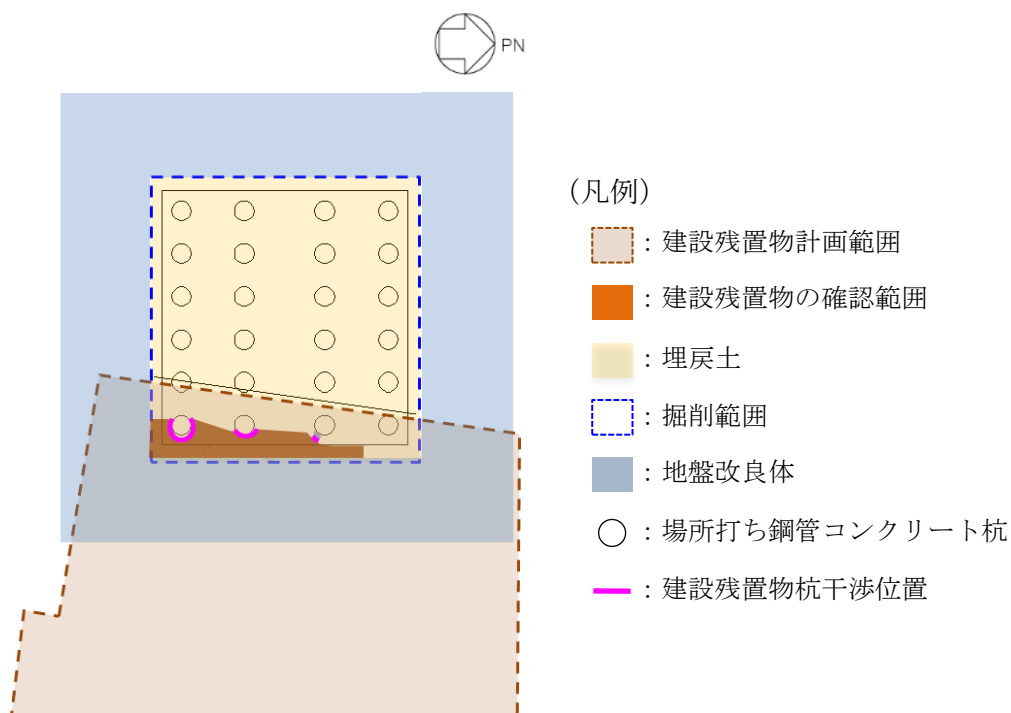 PN
(凡例)
:建設残置物計画範囲
:建設残置物の確認範囲
:埋戻土
:掘削範囲
:地盤改良体
:場所打ち鋼管コンクリート杭
:建設残置物杭干渉位置